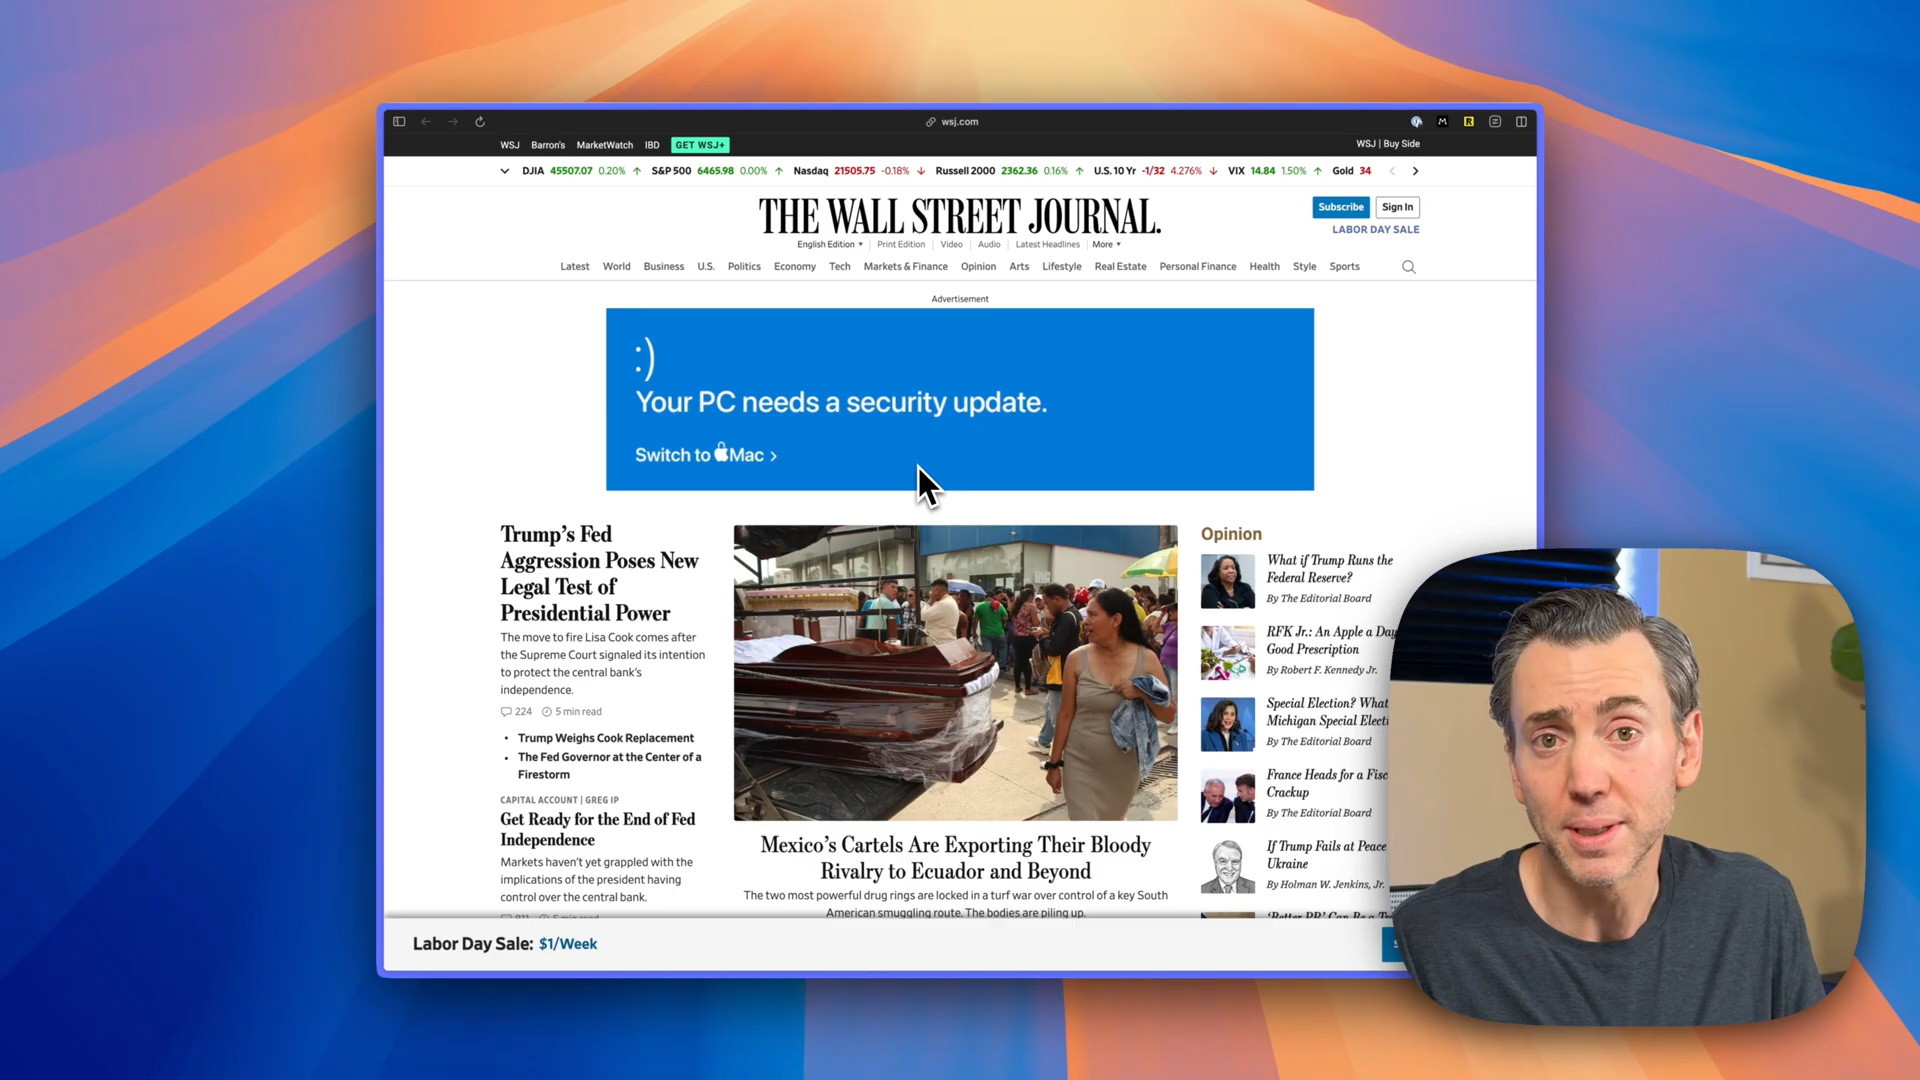 wsj.com
WSJ Barron's MarketWatch IBD GET WSJ+
WSJ | Buy Side
DJIA 45507.07 0.20% S&P 500 6465.98 0.00% Nasdaq 21505.75 -0.18% Russell 2000 2362.36 0.16% U.S. 10 Yr -1/32 4.276% VIX 14.84 1.50% Gold 34
THE WALL STREET JOURNAL.
Subscribe Sign In
LABOR DAY SALE
English Edition Print Edition Video Audio Latest Headlines More
Latest World Business U.S. Politics Economy Tech Markets & Finance Opinion Arts Lifestyle Real Estate Personal Finance Health Style Sports
Advertisement
:)
Your PC needs a security update.
Switch to Mac >
Trump's Fed
Aggression Poses New
Legal Test of
Presidential Power
The move to fire Lisa Cook comes after
the Supreme Court signaled its intention
to protect the central bank's
independence.
224 5 min read
• Trump Weighs Cook Replacement
• The Fed Governor at the Center of a
Firestorm
CAPITAL ACCOUNT | GREG IP
Get Ready for the End of Fed
Independence
Markets haven't yet grappled with the
implications of the president having
control over the central bank.
Mexico's Cartels Are Exporting Their Bloody
Rivalry to Ecuador and Beyond
The two most powerful drug rings are locked in a turf war over control of a key South
American smuggling route. The bodies are piling up.
Opinion
What if Trump Runs the
Federal Reserve?
By The Editorial Board
RFK Jr.: An Apple a Day
Good Prescription
By Robert F. Kennedy Jr.
Special Election? What
Michigan Special Electi
By The Editorial Board
France Heads for a Fisc
Crackup
By The Editorial Board
If Trump Fails at Peace
Ukraine
By Holman W. Jenkins, Jr.
Labor Day Sale: $1/Week